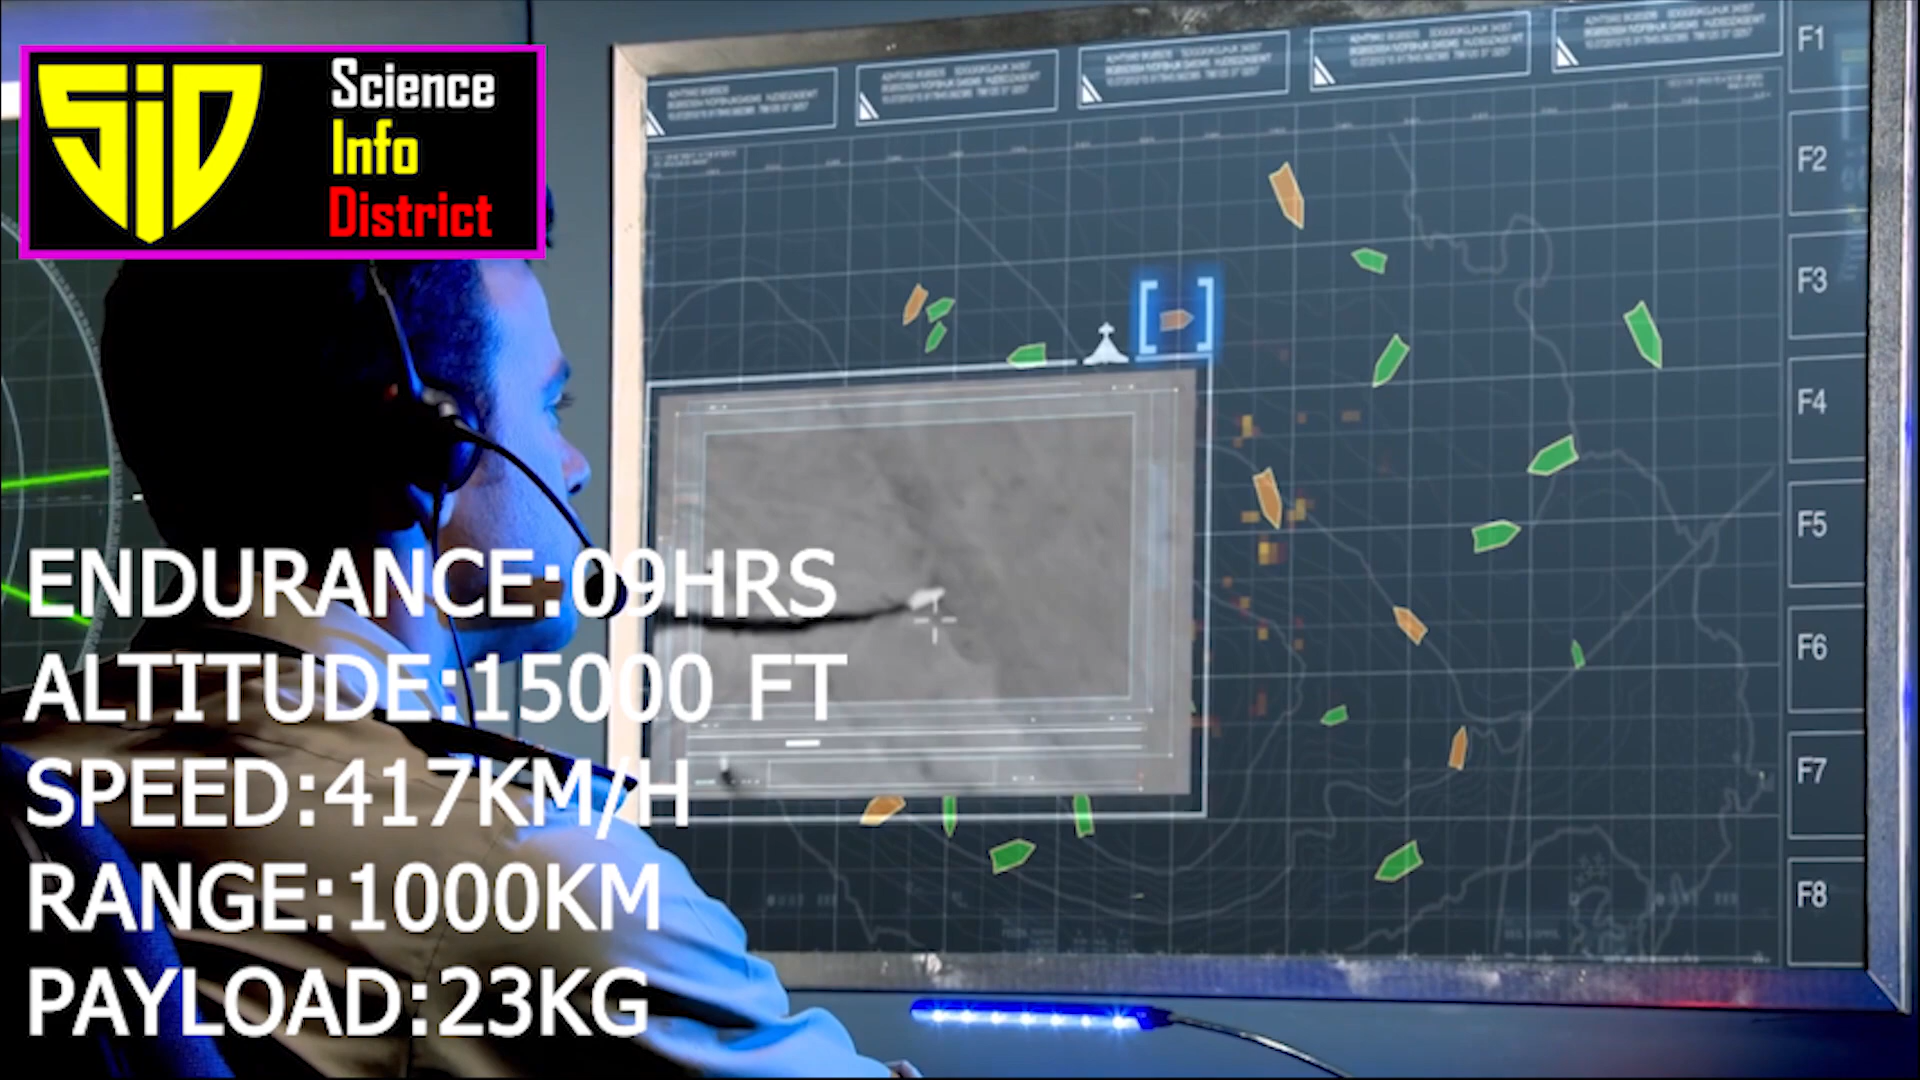 SiD
Science
Info
District
F1
F2
F3
F4
F5
F6
F7
F8
ENDURANCE:09HRS
ALTITUDE:15000 FT
SPEED:417KM/H
RANGE:1000KM
PAYLOAD:23KG